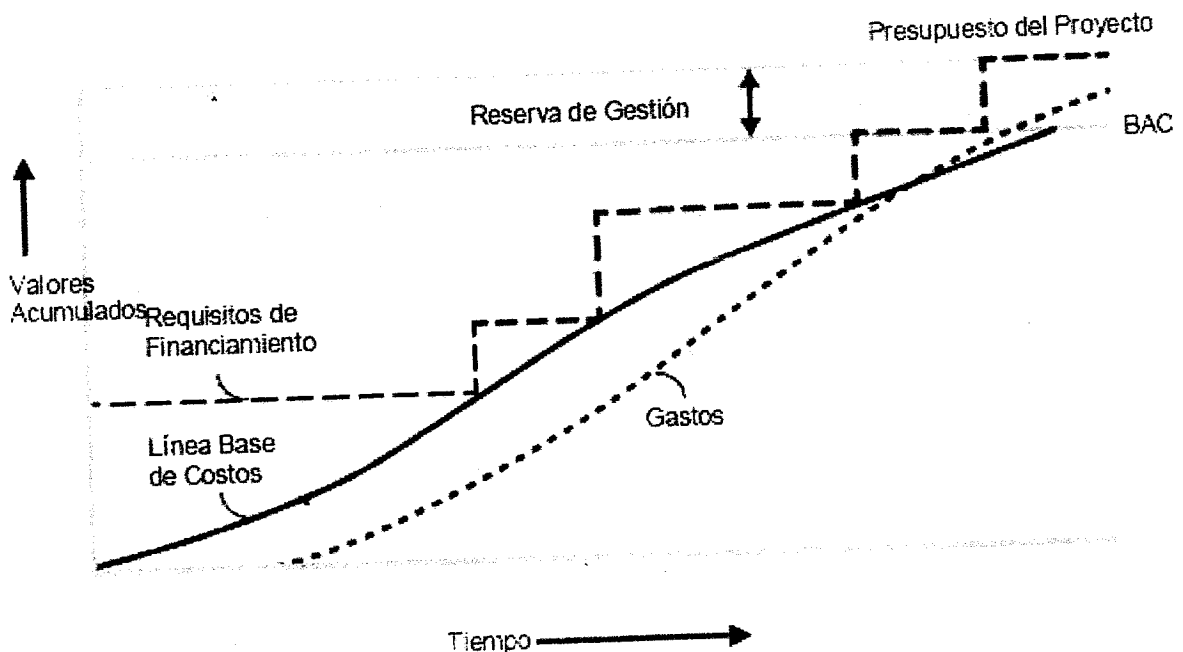 Presupuesto del Proyecto
Reserva de Gestión
BAC
Valores
Acumulados
Requisitos de
Financiamiento
Línea Base
de Costos
Gastos
Tiempo